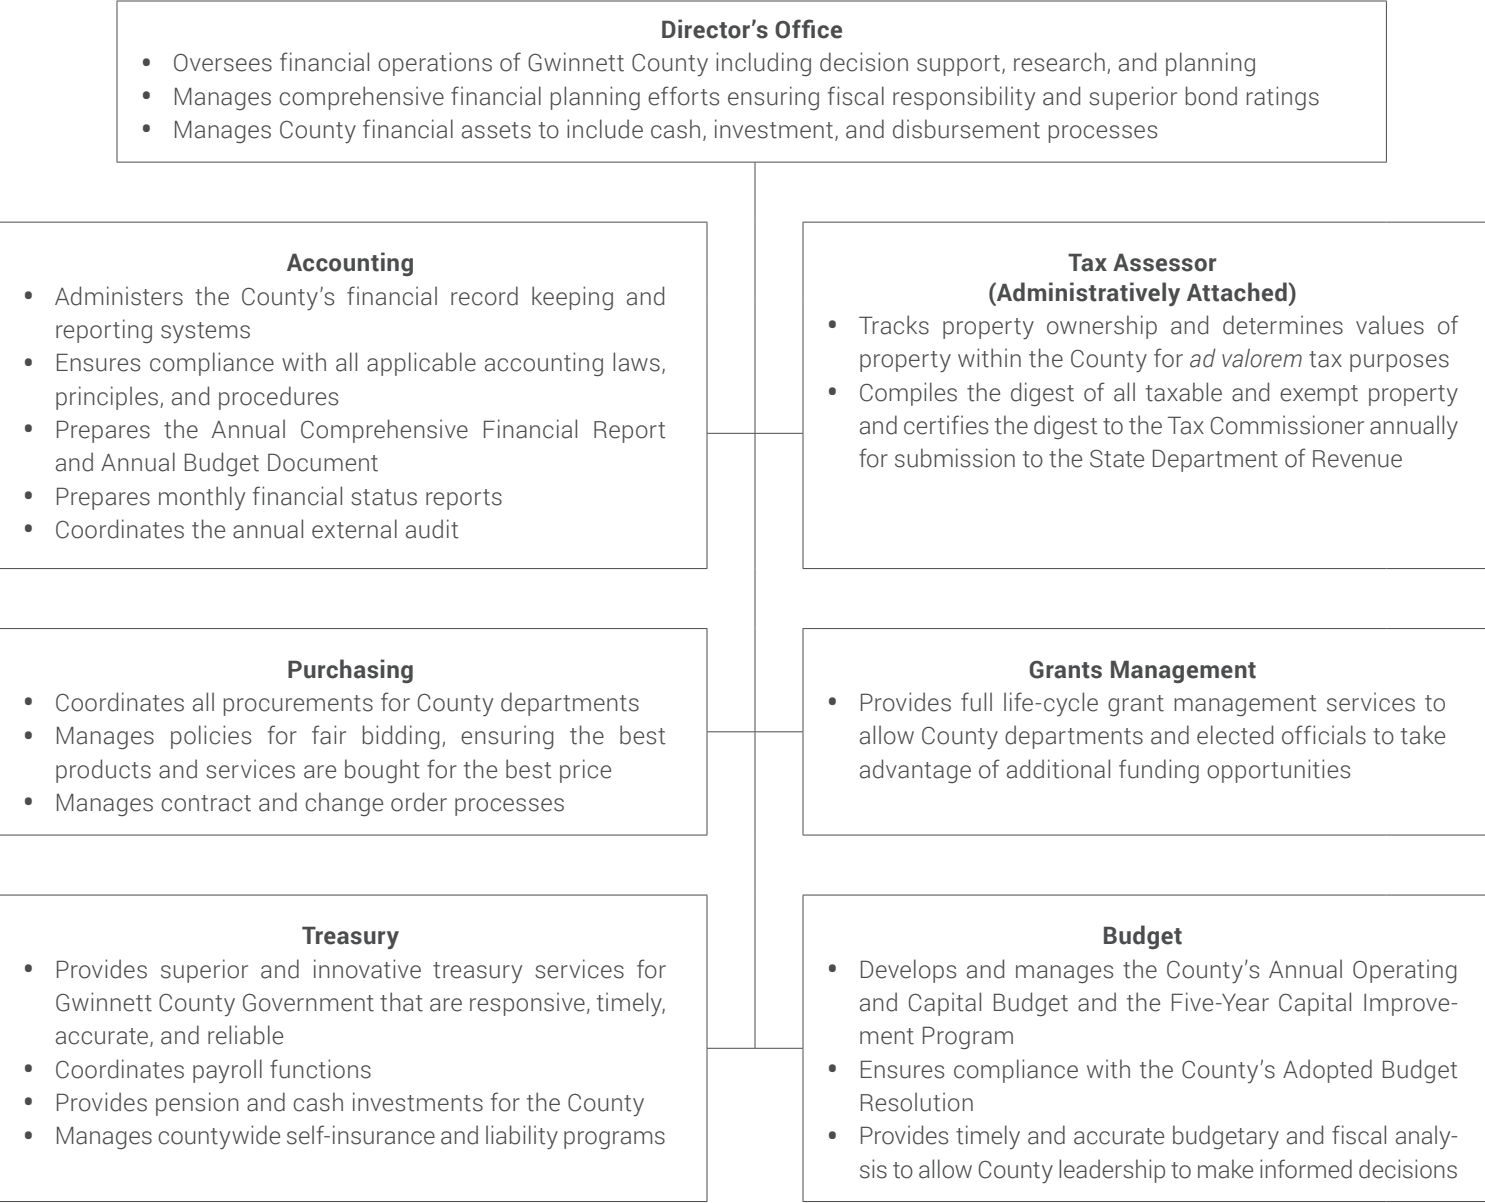 Director’s Office
• Oversees financial operations of Gwinnett County including decision support, research, and planning
• Manages comprehensive financial planning efforts ensuring fiscal responsibility and superior bond ratings
• Manages County financial assets to include cash, investment, and disbursement processes
Accounting
• Administers the County’s financial record keeping and
reporting systems
• Ensures compliance with all applicable accounting laws,
principles, and procedures
• Prepares the Annual Comprehensive Financial Report
and Annual Budget Document
• Prepares monthly financial status reports
• Coordinates the annual external audit
Tax Assessor
(Administratively Attached)
• Tracks property ownership and determines values of
property within the County for ad valorem tax purposes
• Compiles the digest of all taxable and exempt property
and certifies the digest to the Tax Commissioner annually
for submission to the State Department of Revenue
Purchasing
• Coordinates all procurements for County departments
• Manages policies for fair bidding, ensuring the best
products and services are bought for the best price
• Manages contract and change order processes
Grants Management
• Provides full life-cycle grant management services to
allow County departments and elected officials to take
advantage of additional funding opportunities
Treasury
• Provides superior and innovative treasury services for
Gwinnett County Government that are responsive, timely,
accurate, and reliable
• Coordinates payroll functions
• Provides pension and cash investments for the County
• Manages countywide self-insurance and liability programs
Budget
• Develops and manages the County’s Annual Operating
and Capital Budget and the Five-Year Capital Improve-
ment Program
• Ensures compliance with the County’s Adopted Budget
Resolution
• Provides timely and accurate budgetary and fiscal analy-
sis to allow County leadership to make informed decisions